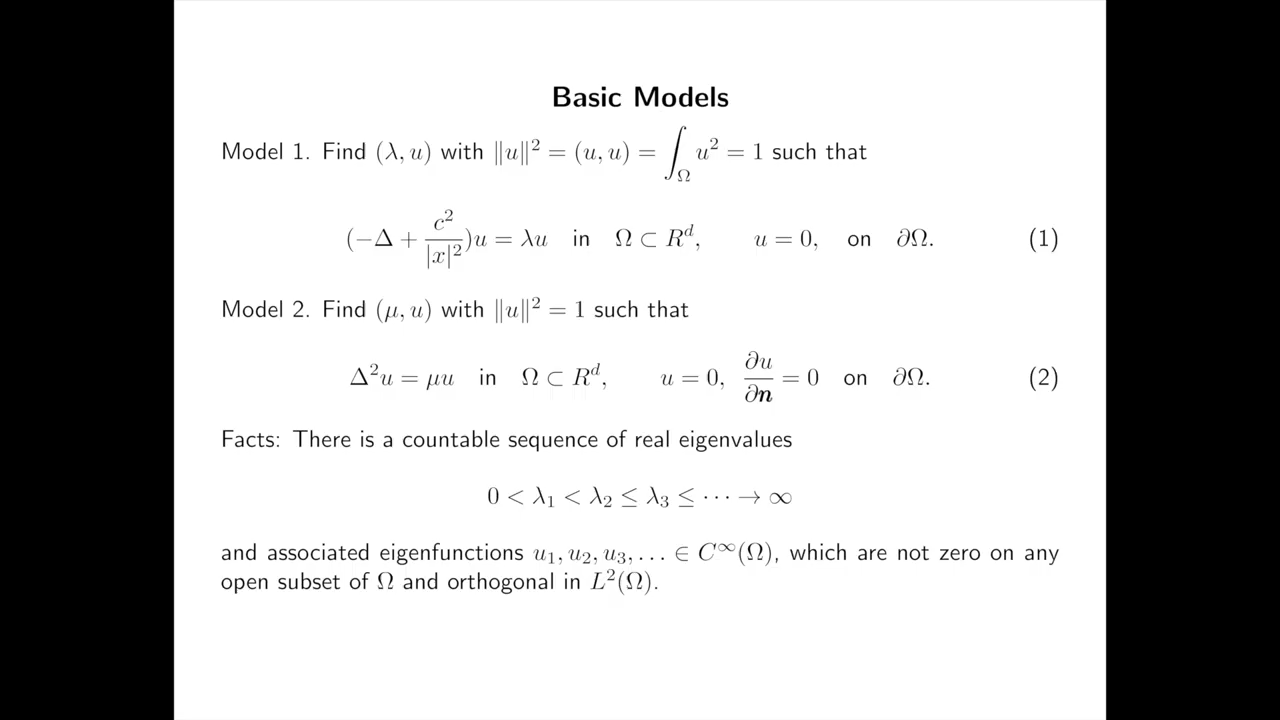 Basic Models
Model 1. Find (λ, u) with ‖u‖² = (u, u) = ∫_Ω u² = 1 such that
(−Δ + c²/|x|²)u = λu in Ω ⊂ R^d, u = 0, on ∂Ω. (1)
Model 2. Find (μ, u) with ‖u‖² = 1 such that
Δ²u = μu in Ω ⊂ R^d, u = 0, ∂u/∂n = 0 on ∂Ω. (2)
Facts: There is a countable sequence of real eigenvalues
0 < λ₁ < λ₂ ≤ λ₃ ≤ ⋯ → ∞
and associated eigenfunctions u₁, u₂, u₃, … ∈ C^∞(Ω), which are not zero on any
open subset of Ω and orthogonal in L²(Ω).